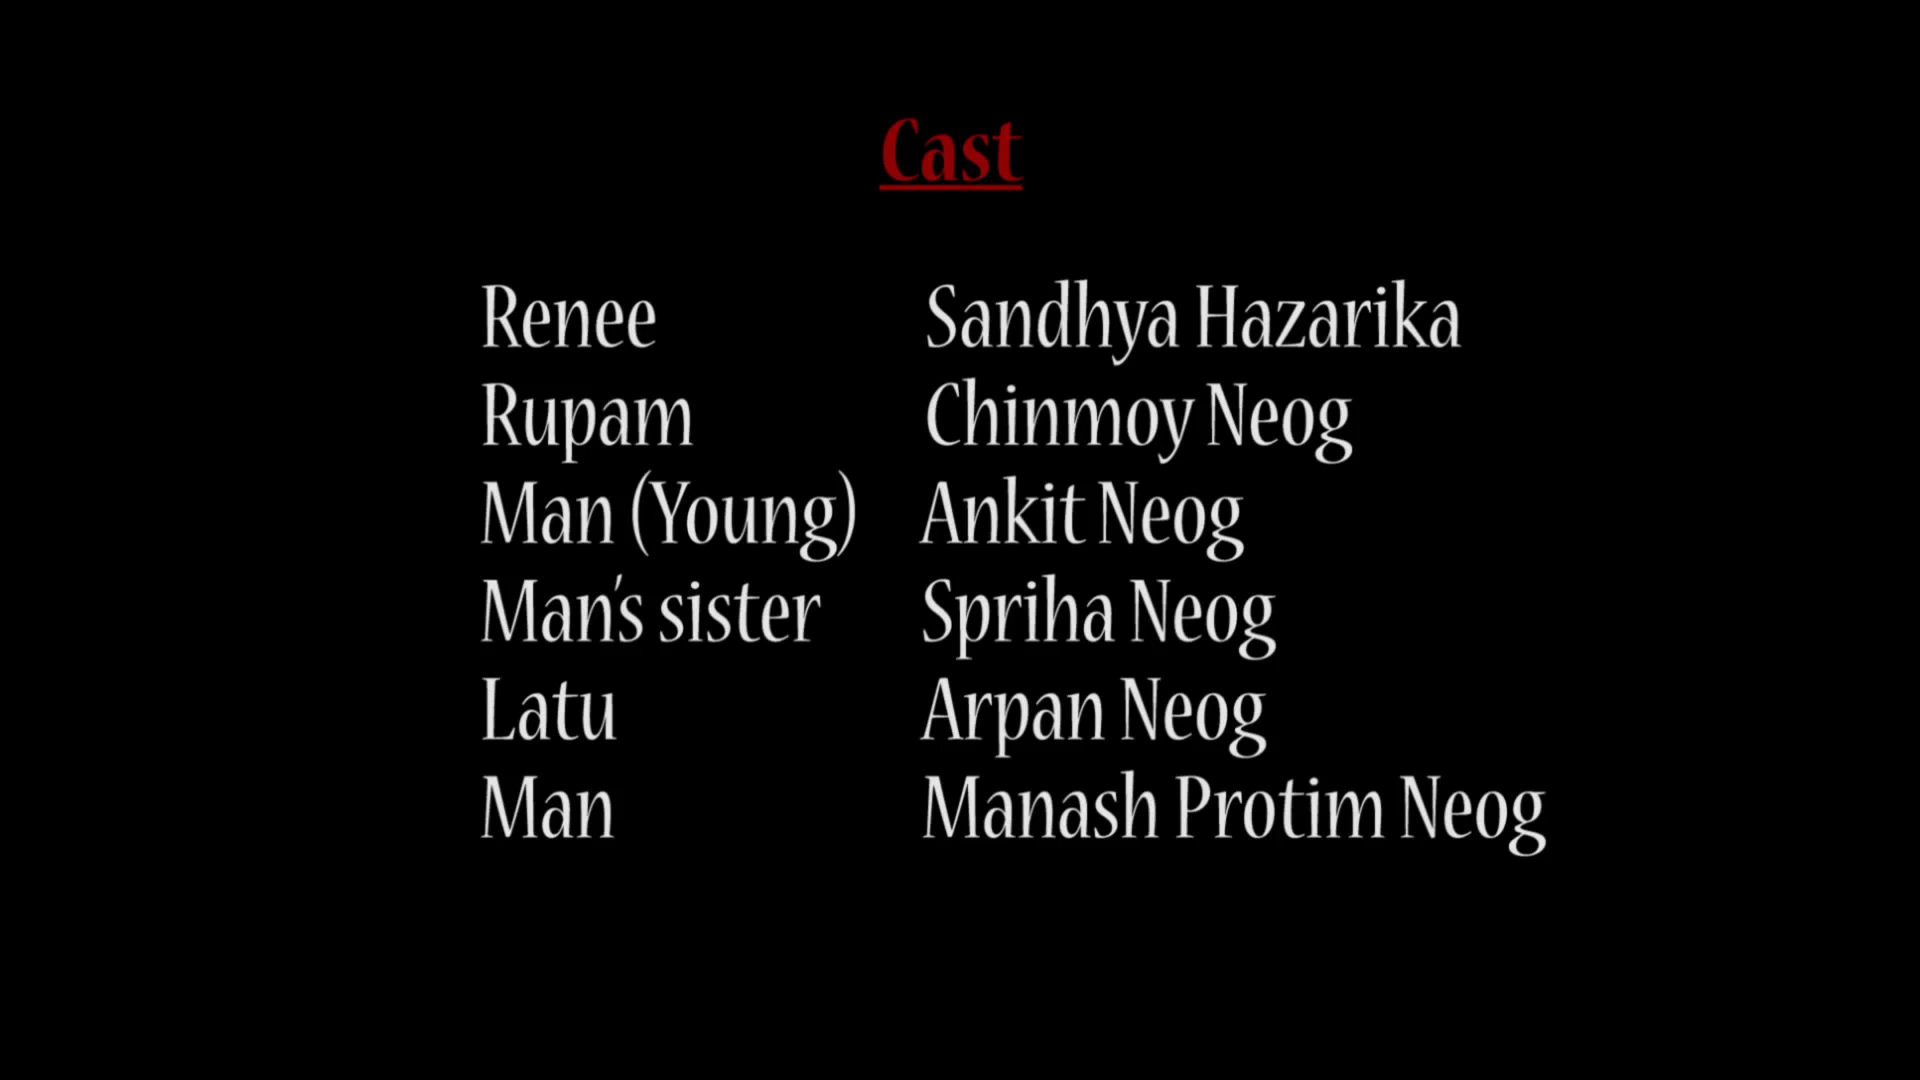 Cast
Renee Sandhya Hazarika
Rupam Chinmoy Neog
Man (Young) Ankit Neog
Man's sister Spriha Neog
Latu Arpan Neog
Man Manash Protim Neog